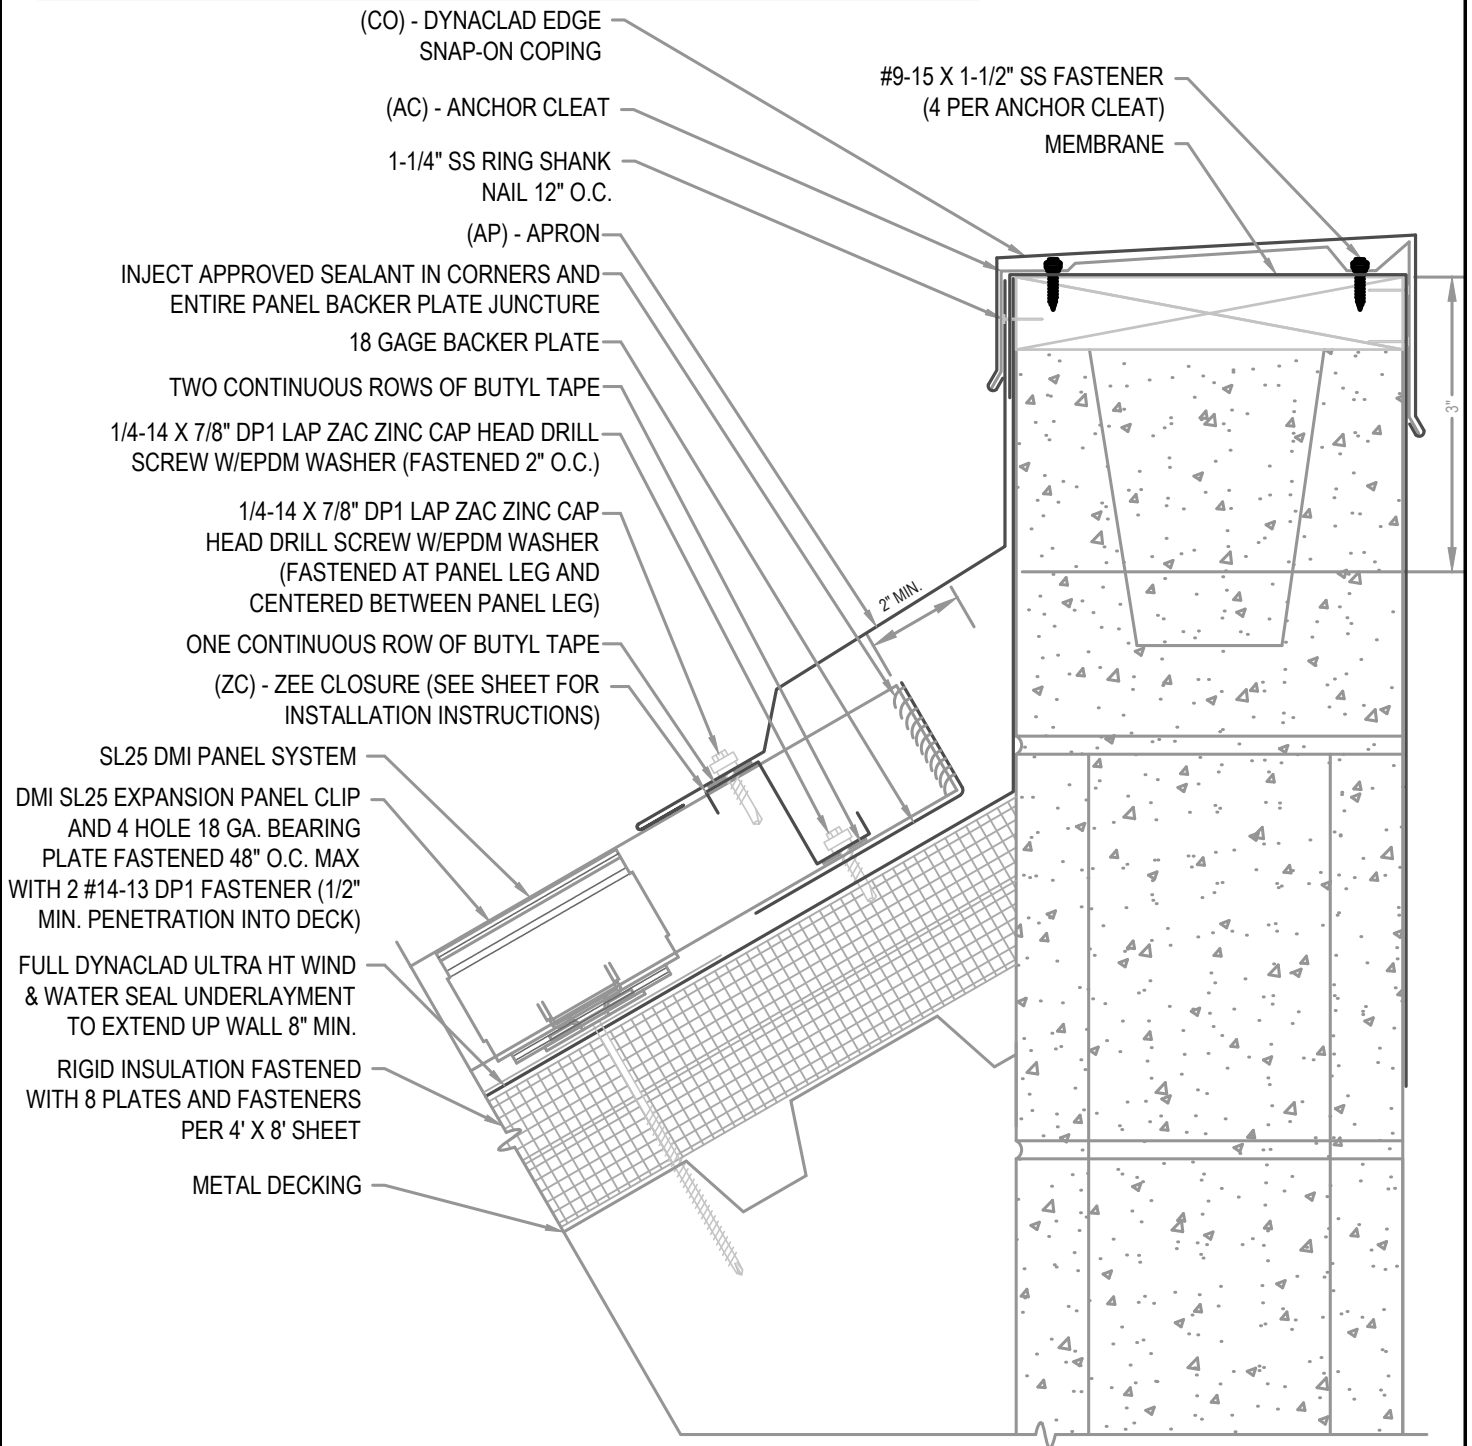 (CO) - DYNACLAD EDGE
SNAP-ON COPING
#9-15 X 1-1/2" SS FASTENER
(4 PER ANCHOR CLEAT)
MEMBRANE
(AC) - ANCHOR CLEAT
1-1/4" SS RING SHANK
NAIL 12" O.C.
(AP) - APRON
INJECT APPROVED SEALANT IN CORNERS AND
ENTIRE PANEL BACKER PLATE JUNCTURE
18 GAGE BACKER PLATE
TWO CONTINUOUS ROWS OF BUTYL TAPE
1/4-14 X 7/8" DP1 LAP ZAC ZINC CAP HEAD DRILL
SCREW W/EPDM WASHER (FASTENED 2" O.C.)
1/4-14 X 7/8" DP1 LAP ZAC ZINC CAP
HEAD DRILL SCREW W/EPDM WASHER
(FASTENED AT PANEL LEG AND
CENTERED BETWEEN PANEL LEG)
ONE CONTINUOUS ROW OF BUTYL TAPE
(ZC) - ZEE CLOSURE (SEE SHEET FOR
INSTALLATION INSTRUCTIONS)
SL25 DMI PANEL SYSTEM
DMI SL25 EXPANSION PANEL CLIP
AND 4 HOLE 18 GA. BEARING
PLATE FASTENED 48" O.C. MAX
WITH 2 #14-13 DP1 FASTENER (1/2"
MIN. PENETRATION INTO DECK)
FULL DYNACLAD ULTRA HT WIND
& WATER SEAL UNDERLAYMENT
TO EXTEND UP WALL 8" MIN.
RIGID INSULATION FASTENED
WITH 8 PLATES AND FASTENERS
PER 4' X 8' SHEET
METAL DECKING
2" MIN.
3"